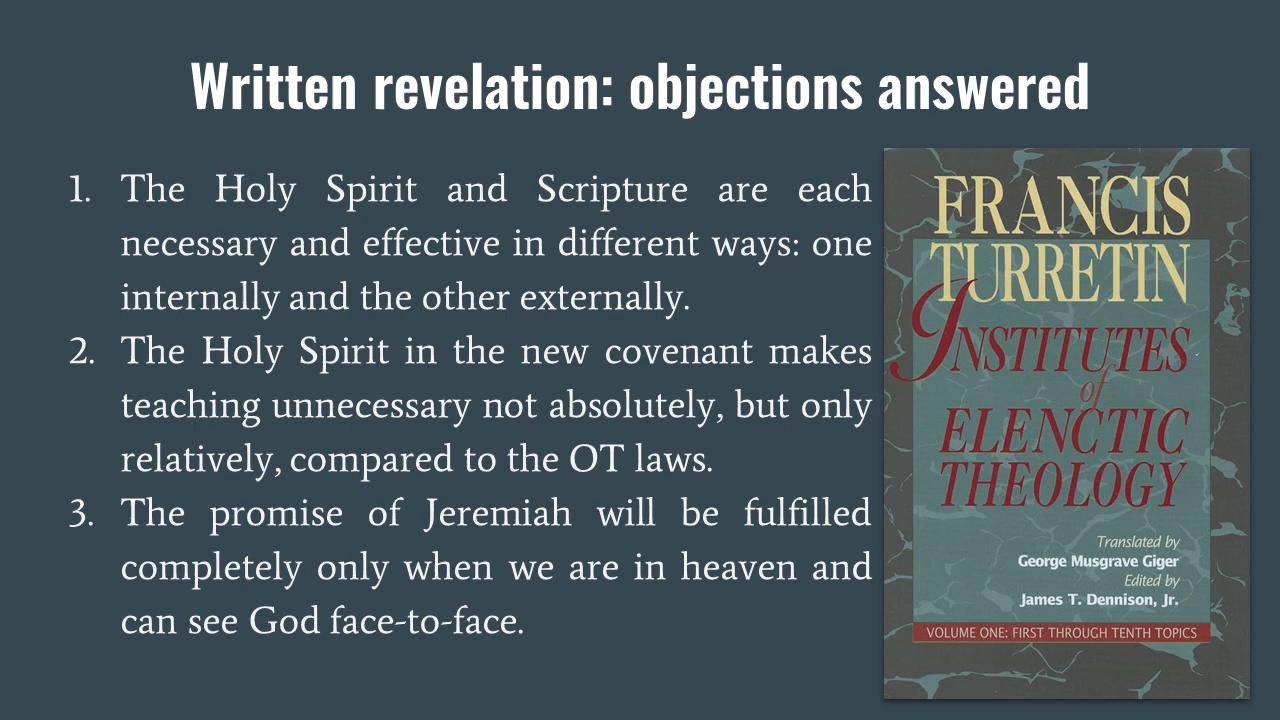 Written revelation: objections answered
1. The Holy Spirit and Scripture are each
necessary and effective in different ways: one
internally and the other externally.
2. The Holy Spirit in the new covenant makes
teaching unnecessary not absolutely, but only
relatively, compared to the OT laws.
3. The promise of Jeremiah will be fulfilled
completely only when we are in heaven and
can see God face-to-face.
FRANCIS
TURRETIN
INSTITUTES
of
ELENCTIC
THEOLOGY
Translated by
George Musgrave Giger
Edited by
James T. Dennison, Jr.
VOLUME ONE: FIRST THROUGH TENTH TOPICS